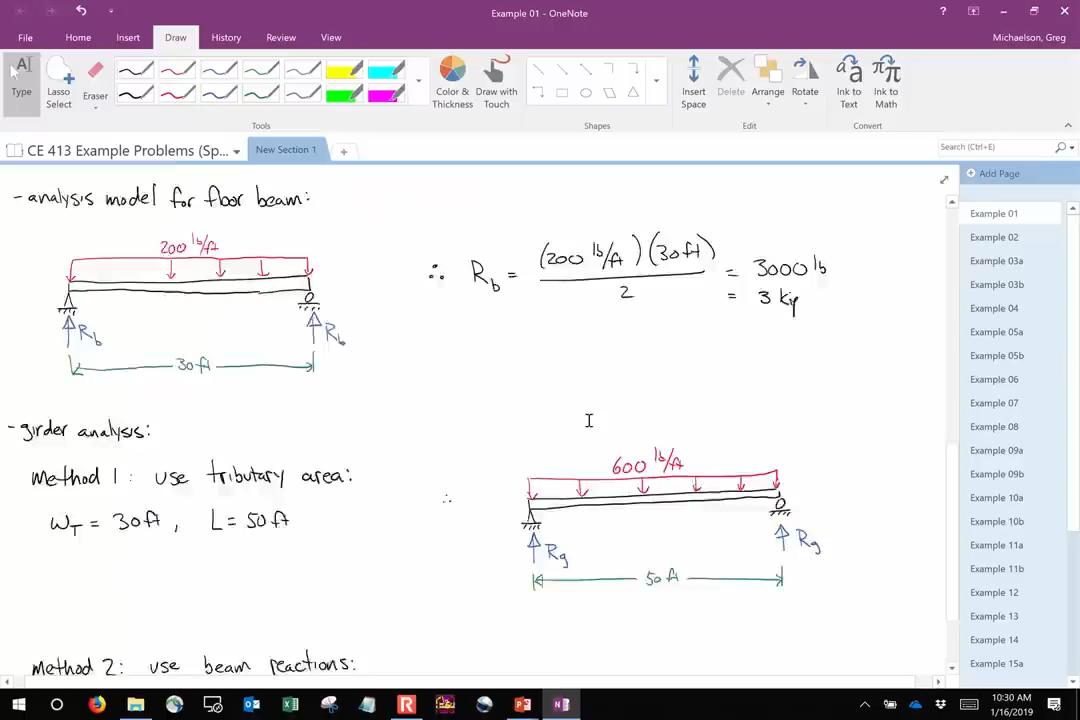 Example 01 - OneNote
Michaelson, Greg
File Home Insert Draw History Review View
Type
Lasso Select
Eraser
Color & Thickness
Draw with Touch
Insert Space
Delete
Arrange
Rotate
Ink to Text
Ink to Math
Tools
Shapes
Edit
Convert
CE 413 Example Problems (Sp...
New Section 1
Search (Ctrl+E)
Add Page
Example 01
Example 02
Example 03a
Example 03b
Example 04
Example 05a
Example 05b
Example 06
Example 07
Example 08
Example 09a
Example 09b
Example 10a
Example 10b
Example 11a
Example 11b
Example 12
Example 13
Example 14
Example 15a
- analysis model for floor beam:
200 lb/ft
Rb
Rb
30 ft
∴ Rb = (200 lb/ft)(30 ft) / 2 = 3000 lb
= 3 kip
- girder analysis:
method 1: use tributary area:
wT = 30 ft, L = 50 ft
∴
600 lb/ft
Rg
Rg
50 ft
method 2: use beam reactions:
10:30 AM
1/16/2019